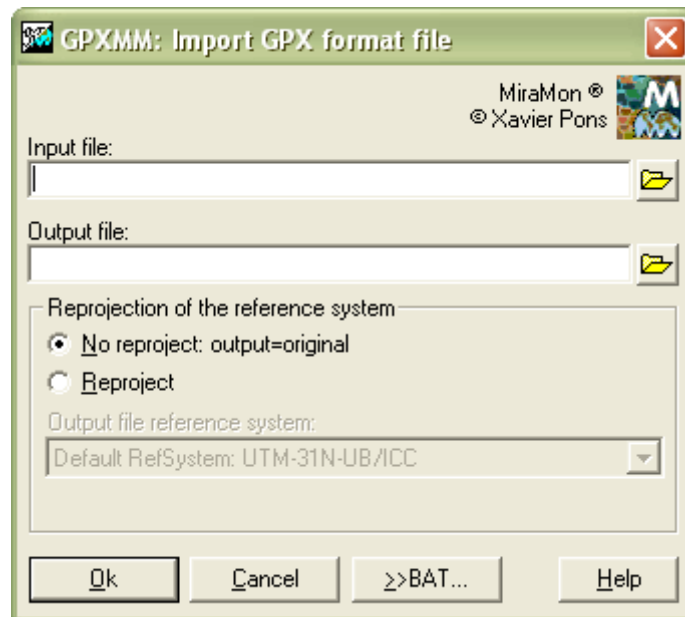 GPXMM: Import GPX format file
MiraMon ®
© Xavier Pons
Input file:
Output file:
Reprojection of the reference system
No reproject: output=original
Reproject
Output file reference system:
Default RefSystem: UTM-31N-UB/ICC
Ok
Cancel
>>BAT...
Help